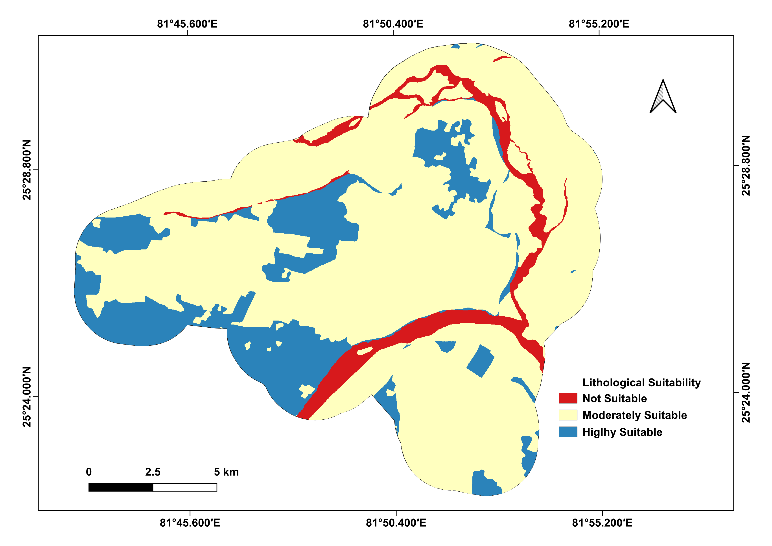 81°45.600'E 81°50.400'E 81°55.200'E
25°28.800'N 25°28.800'N
25°24.000'N 25°24.000'N
Lithological Suitability
Not Suitable
Moderately Suitable
Higlhy Suitable
0 2.5 5 km
81°45.600'E 81°50.400'E 81°55.200'E